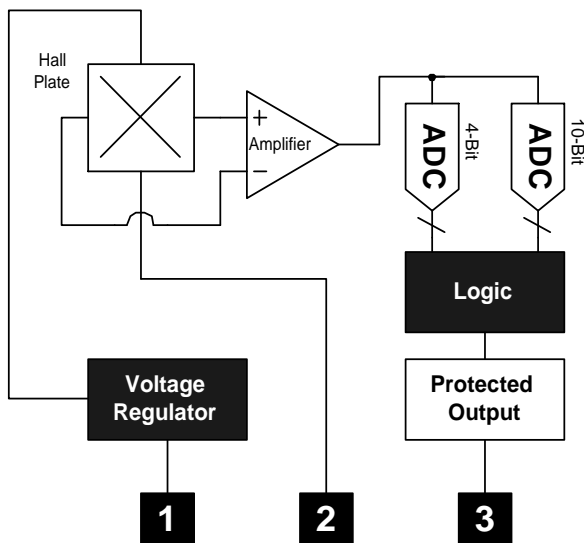 Hall
Plate
+
Amplifier
−
ADC
4-Bit
ADC
10-Bit
Logic
Voltage
Regulator
Protected
Output
1
2
3